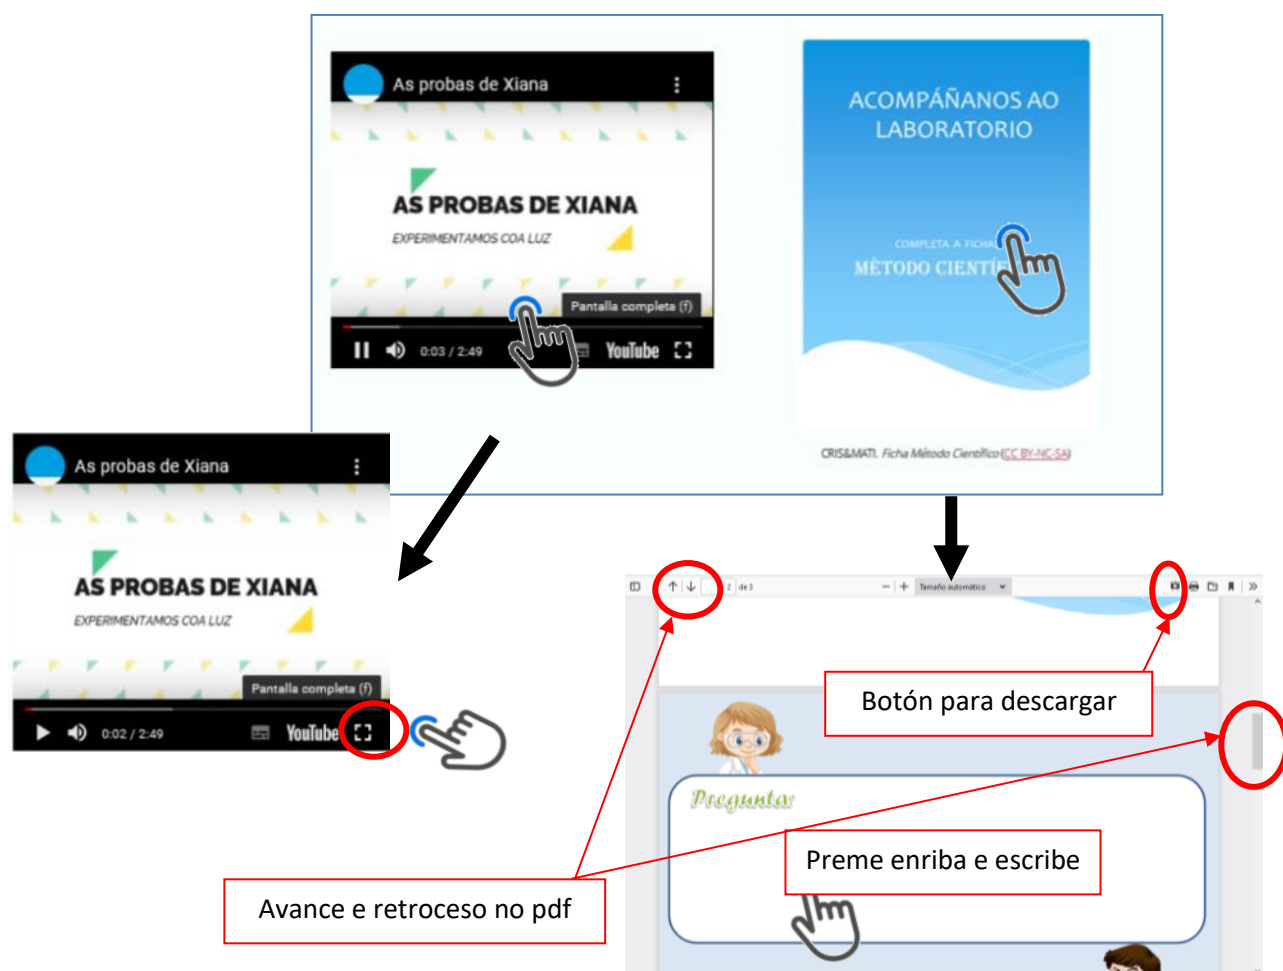 As probas de Xiana
AS PROBAS DE XIANA
EXPERIMENTAMOS COA LUZ
Pantalla completa (f)
0:03 / 2:49
YouTube
ACOMPÁÑANOS AO
LABORATORIO
COMPLETA A FICHA
MÉTODO CIENTÍF
CRIS&MATI. Ficha Método Científico (CC BY-NC-SA)
As probas de Xiana
AS PROBAS DE XIANA
EXPERIMENTAMOS COA LUZ
Pantalla completa (f)
0:02 / 2:49
YouTube
2 de 3
Tamaño automático
Botón para descargar
Pregunta:
Preme enriba e escribe
Avance e retroceso no pdf